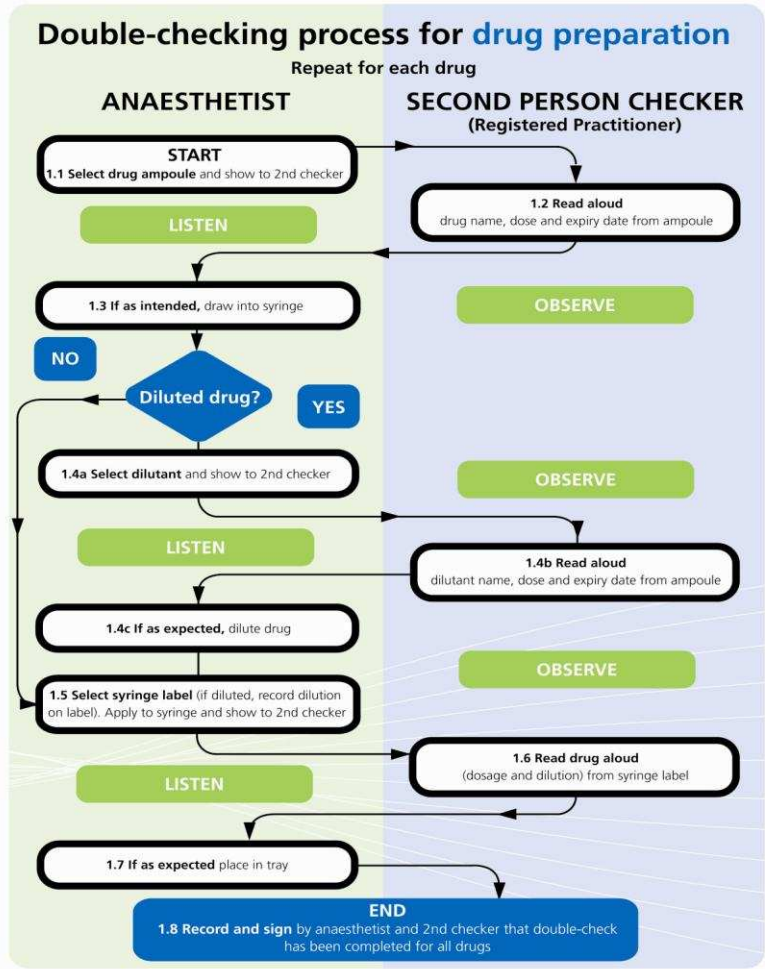 Double-checking process for drug preparation
Repeat for each drug
ANAESTHETIST
SECOND PERSON CHECKER
(Registered Practitioner)
START
1.1 Select drug ampoule and show to 2nd checker
1.2 Read aloud
drug name, dose and expiry date from ampoule
LISTEN
1.3 If as intended, draw into syringe
OBSERVE
NO
Diluted drug?
YES
1.4a Select dilutant and show to 2nd checker
OBSERVE
LISTEN
1.4b Read aloud
dilutant name, dose and expiry date from ampoule
1.4c If as expected, dilute drug
OBSERVE
1.5 Select syringe label (if diluted, record dilution
on label). Apply to syringe and show to 2nd checker
1.6 Read drug aloud
(dosage and dilution) from syringe label
LISTEN
1.7 If as expected place in tray
END
1.8 Record and sign by anaesthetist and 2nd checker that double-check
has been completed for all drugs